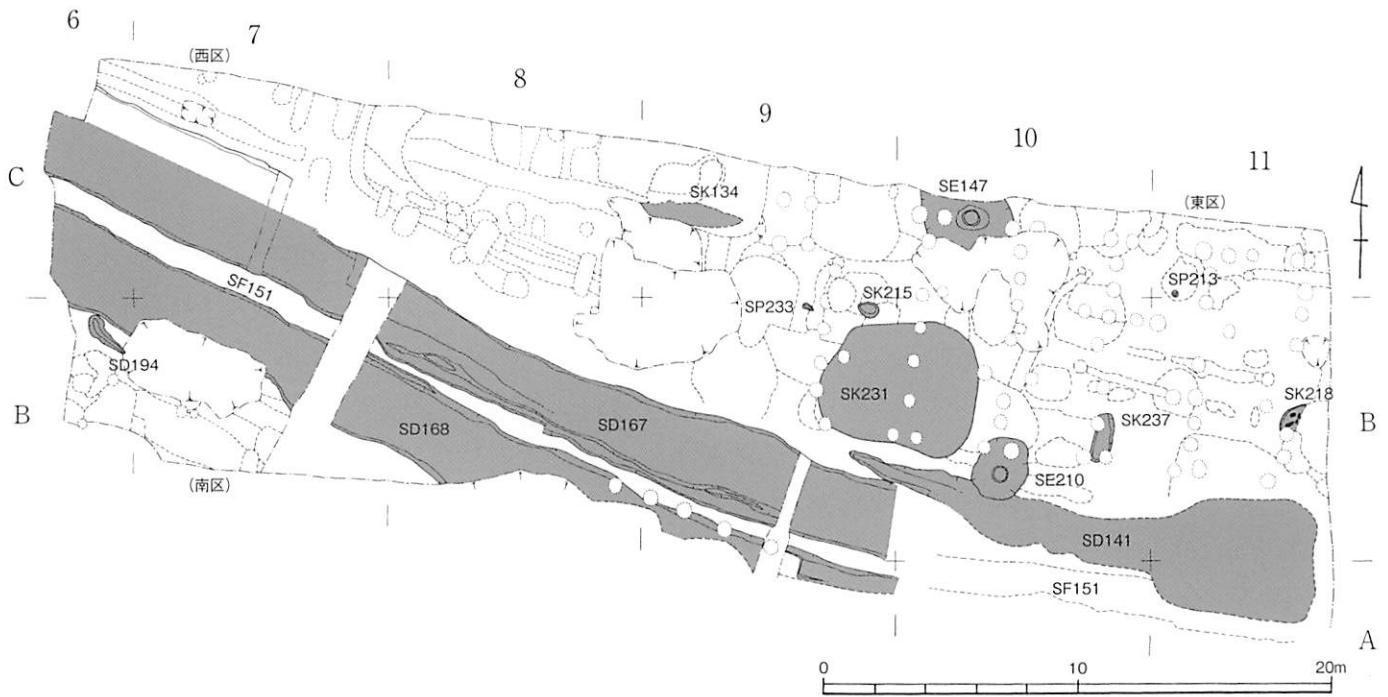 6
7
(西区)
8
9
10
11
C
SK134
SE147
(東区)
SF151
SP233
SK215
SP213
SD194
B
SK231
SK218
B
SD168
SD167
SK237
(南区)
SE210
SD141
SF151
A
0 10 20m